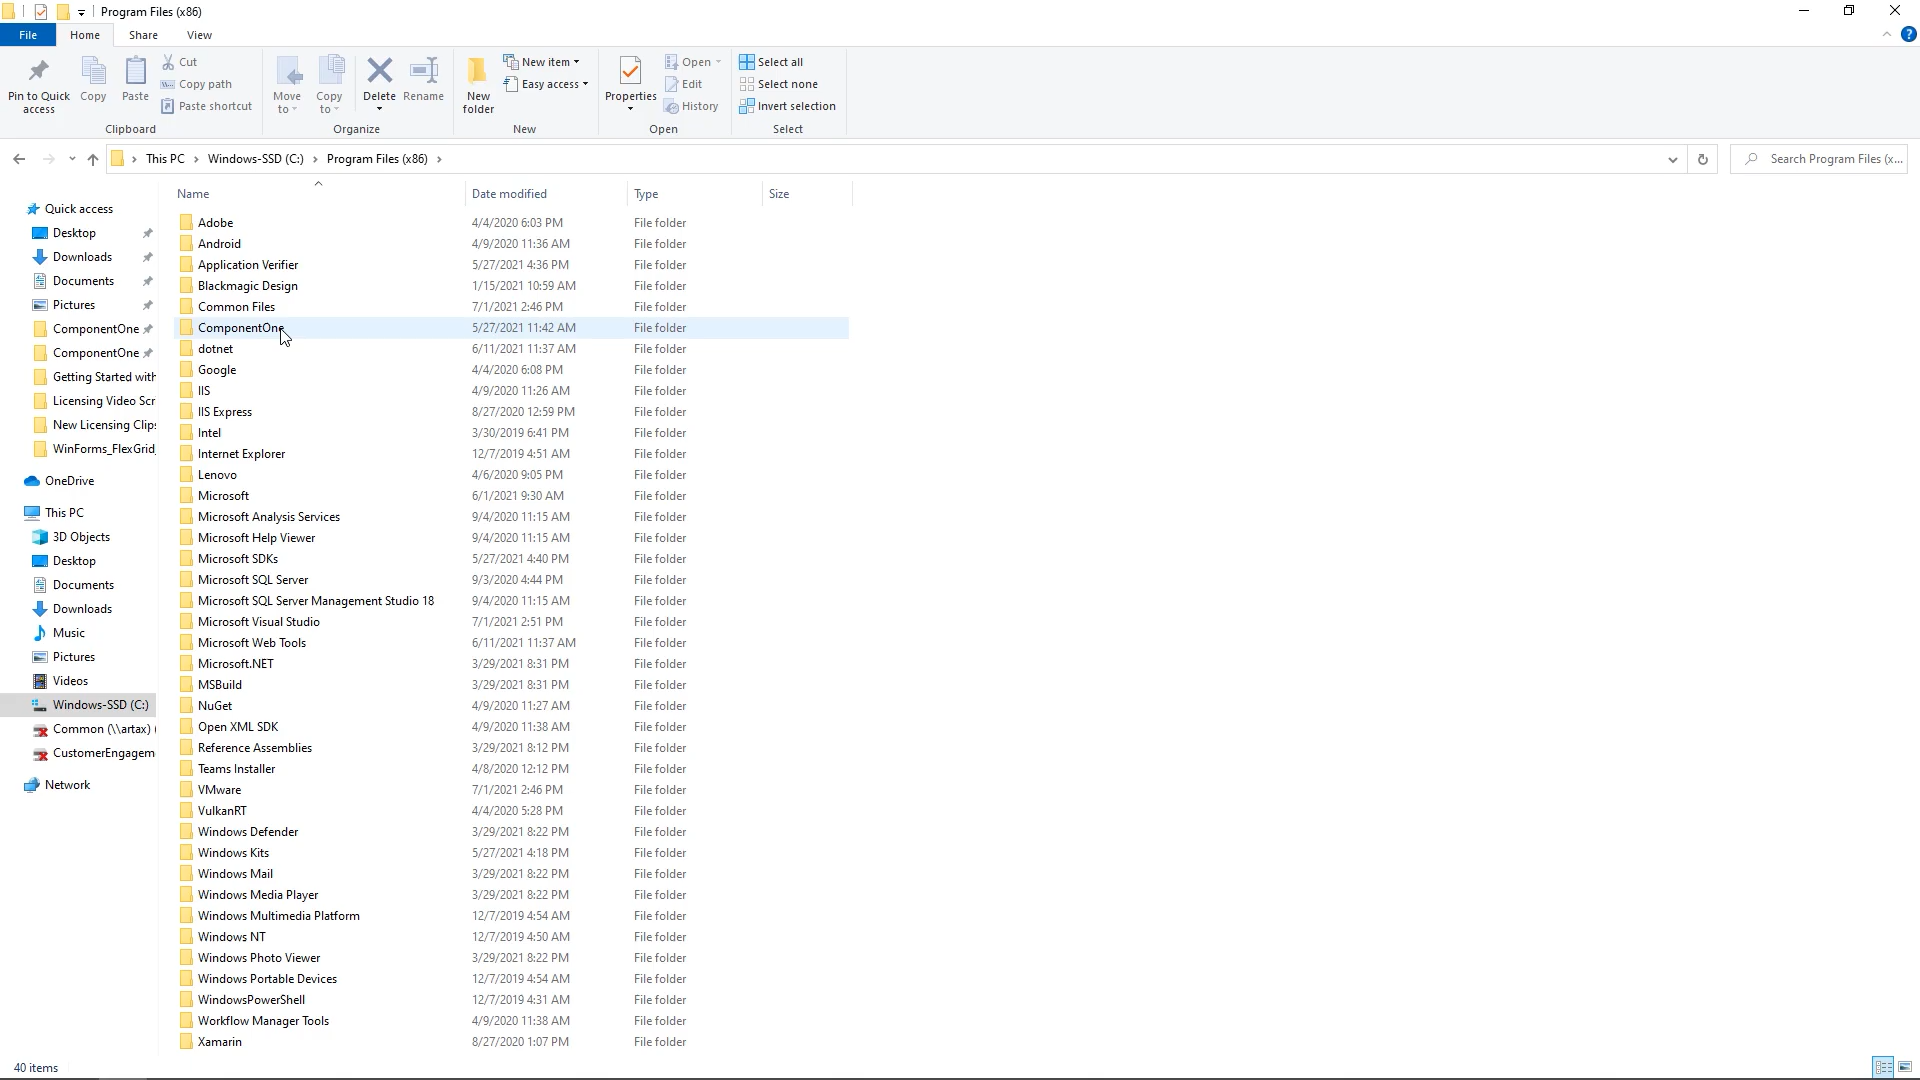 Program Files (x86)
File
Home
Share
View
Pin to Quick access
Copy
Paste
Cut
Copy path
Paste shortcut
Clipboard
Move to
Copy to
Delete
Rename
Organize
New folder
New item
Easy access
New
Properties
Open
Edit
History
Open
Select all
Select none
Invert selection
Select
This PC > Windows-SSD (C:) > Program Files (x86) >
Search Program Files (x...
Quick access
Desktop
Downloads
Documents
Pictures
ComponentOne
ComponentOne
Getting Started with
Licensing Video Scr
New Licensing Clips
WinForms_FlexGrid_
OneDrive
This PC
3D Objects
Desktop
Documents
Downloads
Music
Pictures
Videos
Windows-SSD (C:)
Common (\\artax) (
CustomerEngagem
Network
Name Date modified Type Size
Adobe 4/4/2020 6:03 PM File folder
Android 4/9/2020 11:36 AM File folder
Application Verifier 5/27/2021 4:36 PM File folder
Blackmagic Design 1/15/2021 10:59 AM File folder
Common Files 7/1/2021 2:46 PM File folder
ComponentOne 5/27/2021 11:42 AM File folder
dotnet 6/11/2021 11:37 AM File folder
Google 4/4/2020 6:08 PM File folder
IIS 4/9/2020 11:26 AM File folder
IIS Express 8/27/2020 12:59 PM File folder
Intel 3/30/2019 6:41 PM File folder
Internet Explorer 12/7/2019 4:51 AM File folder
Lenovo 4/6/2020 9:05 PM File folder
Microsoft 6/1/2021 9:30 AM File folder
Microsoft Analysis Services 9/4/2020 11:15 AM File folder
Microsoft Help Viewer 9/4/2020 11:15 AM File folder
Microsoft SDKs 5/27/2021 4:40 PM File folder
Microsoft SQL Server 9/3/2020 4:44 PM File folder
Microsoft SQL Server Management Studio 18 9/4/2020 11:15 AM File folder
Microsoft Visual Studio 7/1/2021 2:51 PM File folder
Microsoft Web Tools 6/11/2021 11:37 AM File folder
Microsoft.NET 3/29/2021 8:31 PM File folder
MSBuild 3/29/2021 8:31 PM File folder
NuGet 4/9/2020 11:27 AM File folder
Open XML SDK 4/9/2020 11:38 AM File folder
Reference Assemblies 3/29/2021 8:12 PM File folder
Teams Installer 4/8/2020 12:12 PM File folder
VMware 7/1/2021 2:46 PM File folder
VulkanRT 4/4/2020 5:28 PM File folder
Windows Defender 3/29/2021 8:22 PM File folder
Windows Kits 5/27/2021 4:18 PM File folder
Windows Mail 3/29/2021 8:22 PM File folder
Windows Media Player 3/29/2021 8:22 PM File folder
Windows Multimedia Platform 12/7/2019 4:54 AM File folder
Windows NT 12/7/2019 4:50 AM File folder
Windows Photo Viewer 3/29/2021 8:22 PM File folder
Windows Portable Devices 12/7/2019 4:54 AM File folder
WindowsPowerShell 12/7/2019 4:31 AM File folder
Workflow Manager Tools 4/9/2020 11:38 AM File folder
Xamarin 8/27/2020 1:07 PM File folder
40 items